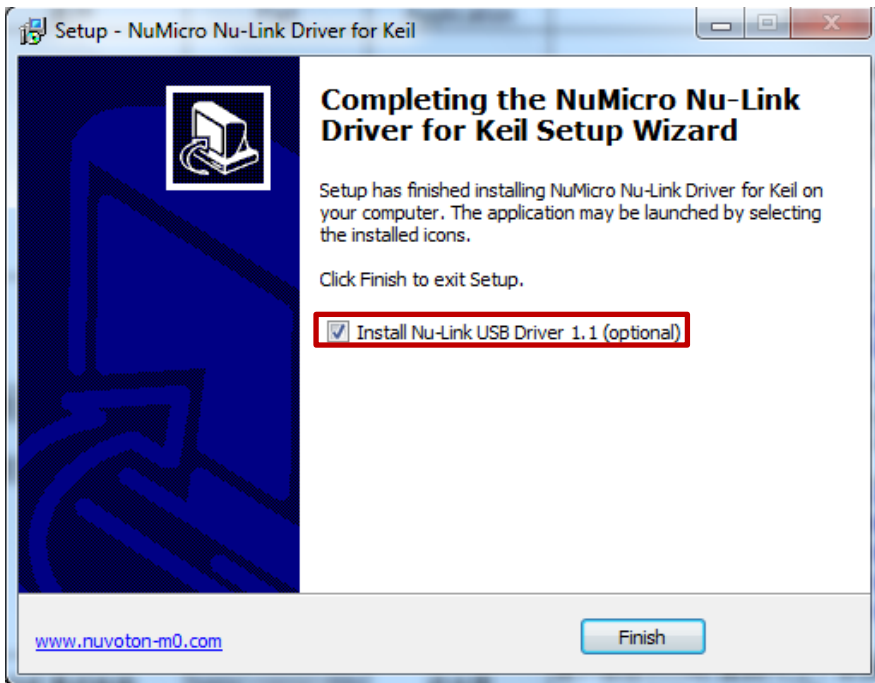 Setup - NuMicro Nu-Link Driver for Keil
Completing the NuMicro Nu-Link
Driver for Keil Setup Wizard
Setup has finished installing NuMicro Nu-Link Driver for Keil on
your computer. The application may be launched by selecting
the installed icons.
Click Finish to exit Setup.
Install Nu-Link USB Driver 1.1 (optional)
www.nuvoton-m0.com
Finish